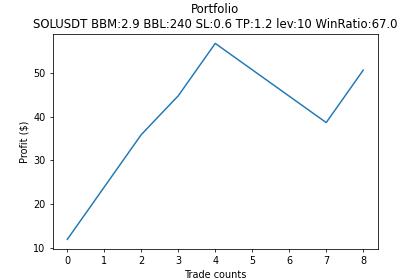 Portfolio
SOLUSDT BBM:2.9 BBL:240 SL:0.6 TP:1.2 lev:10 WinRatio:67.0
50
40
30
20
10
Profit ($)
0 1 2 3 4 5 6 7 8
Trade counts